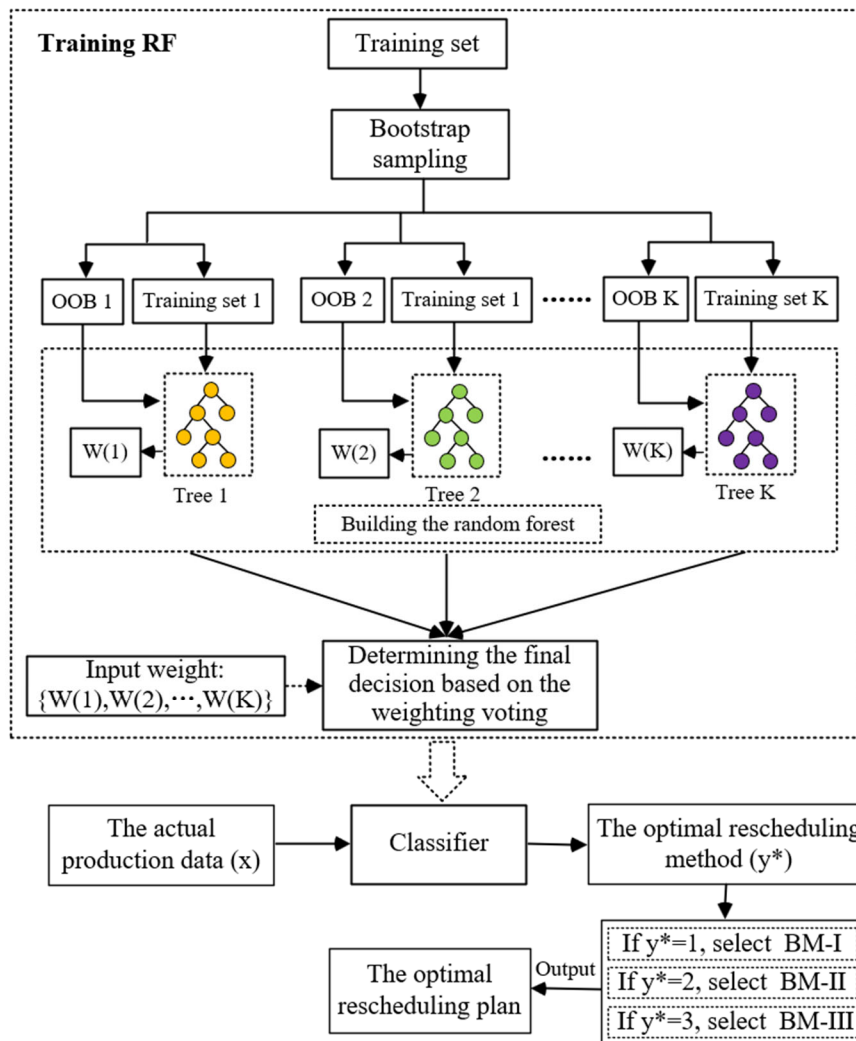 Training RF
Training set
Bootstrap
sampling
OOB 1
Training set 1
OOB 2
Training set 1
······
OOB K
Training set K
W(1)
Tree 1
W(2)
Tree 2
······
W(K)
Tree K
Building the random forest
Input weight:
{W(1),W(2),···,W(K)}
Determining the final
decision based on the
weighting voting
The actual
production data (x)
Classifier
The optimal rescheduling
method (y*)
If y*=1, select BM-I
If y*=2, select BM-II
If y*=3, select BM-III
Output
The optimal
rescheduling plan